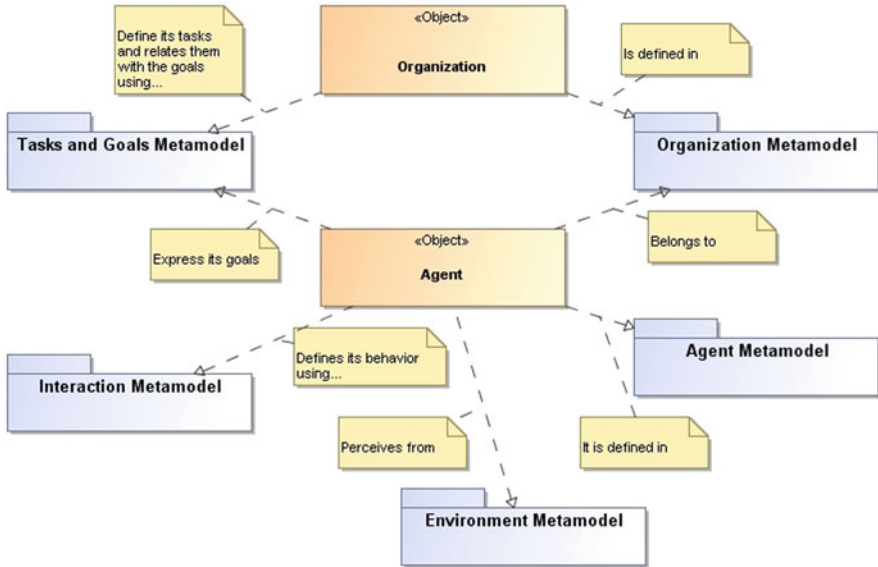 Define its tasks
and relates them
with the goals
using...
«Object»
Organization
Is defined in
Tasks and Goals Metamodel
Organization Metamodel
Express its goals
«Object»
Agent
Belongs to
Interaction Metamodel
Defines its behavior
using...
Agent Metamodel
Perceives from
It is defined in
Environment Metamodel